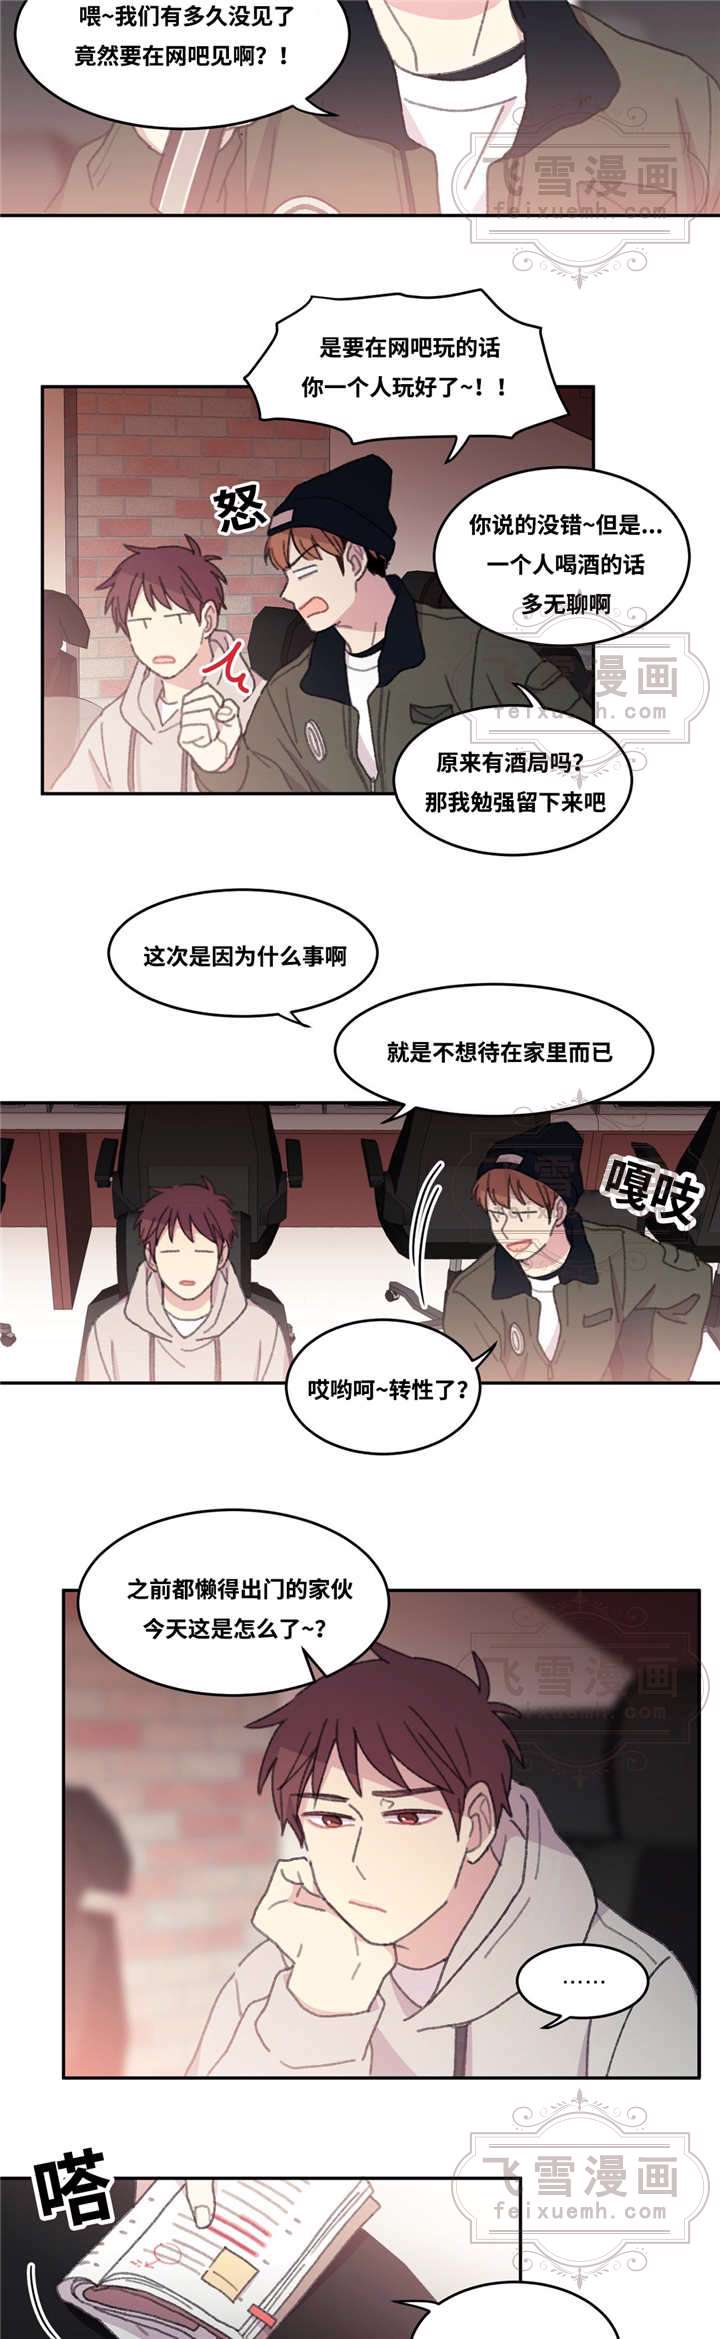 喂~我们有多久没见了
竟然要在网吧见啊？！
飞雪漫画
feixuemh.com
是要在网吧玩的话
你一个人玩好了~！！
怒
你说的没错~但是...
一个人喝酒的话
多无聊啊
飞雪漫画
feixuemh.com
原来有酒局吗？
那我勉强留下来吧
这次是因为什么事啊
就是不想待在家里而已
嘎吱
哎哟呵~转性了？
之前都懒得出门的家伙
今天这是怎么了~？
飞雪漫画
feixuemh.com
……
嗒
飞雪漫画
feixuemh.com